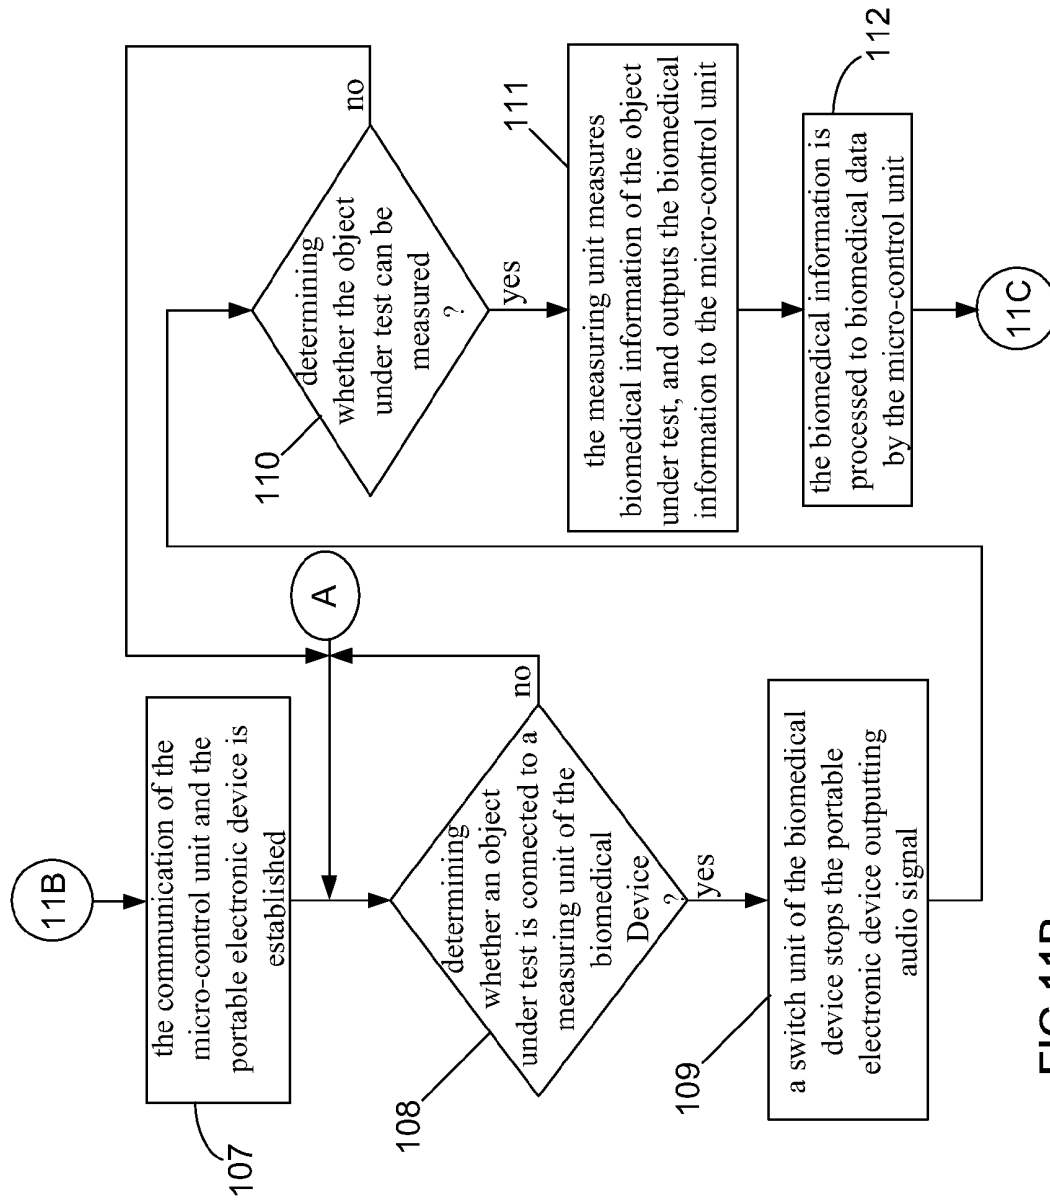 11B
the communication of the
micro-control unit and the
portable electronic device is
established
107
A
determining
whether an object
under test is connected to a
measuring unit of the
biomedical
Device
?
108
no
yes
a switch unit of the biomedical
device stops the portable
electronic device outputting
audio signal
109
determining
whether the object
under test can be
measured
?
110
no
yes
the measuring unit measures
biomedical information of the object
under test, and outputs the biomedical
information to the micro-control unit
111
the biomedical information is
processed to biomedical data
by the micro-control unit
112
11C